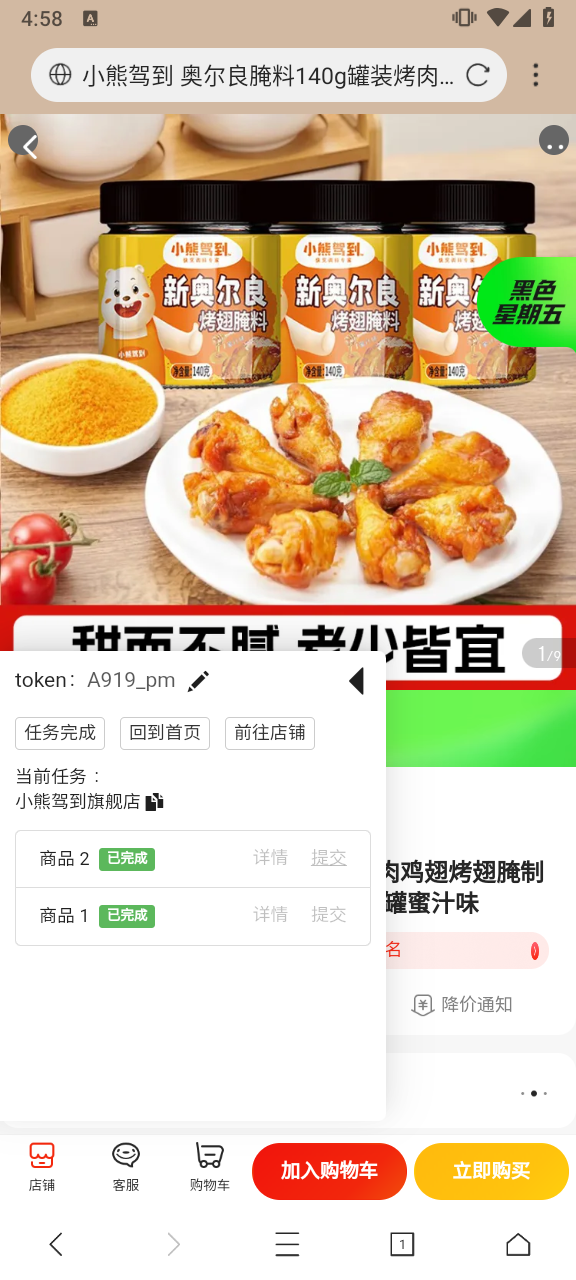 4:58
小熊驾到 奥尔良腌料140g罐装烤肉...
小熊驾到 小熊驾到 小熊驾到
新奥尔良 新奥尔良
烤翅腌料 烤翅腌料
小熊驾到
净含量:140克 净含量:140克 净含量:140克
黑色
星期五
甜而不腻 老少皆宜
1/9
token: A919_pm
任务完成 回到首页 前往店铺
当前任务：
小熊驾到旗舰店
商品 2 已完成 详情 提交
肉鸡翅烤翅腌制
商品 1 已完成 详情 提交
罐蜜汁味
名
降价通知
店铺 客服 购物车 加入购物车 立即购买
1